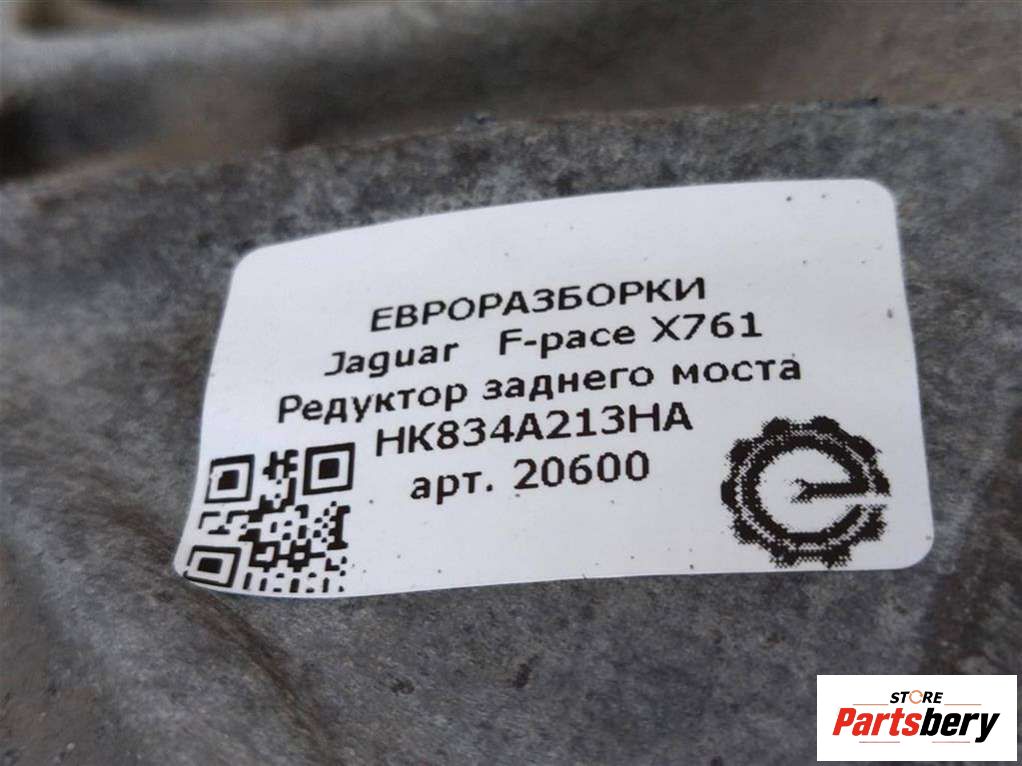 ЕВРОРАЗБОРКИ
Jaguar F-pace X761
Редуктор заднего моста
HK834A213HA
арт. 20600
STORE
Partsbery